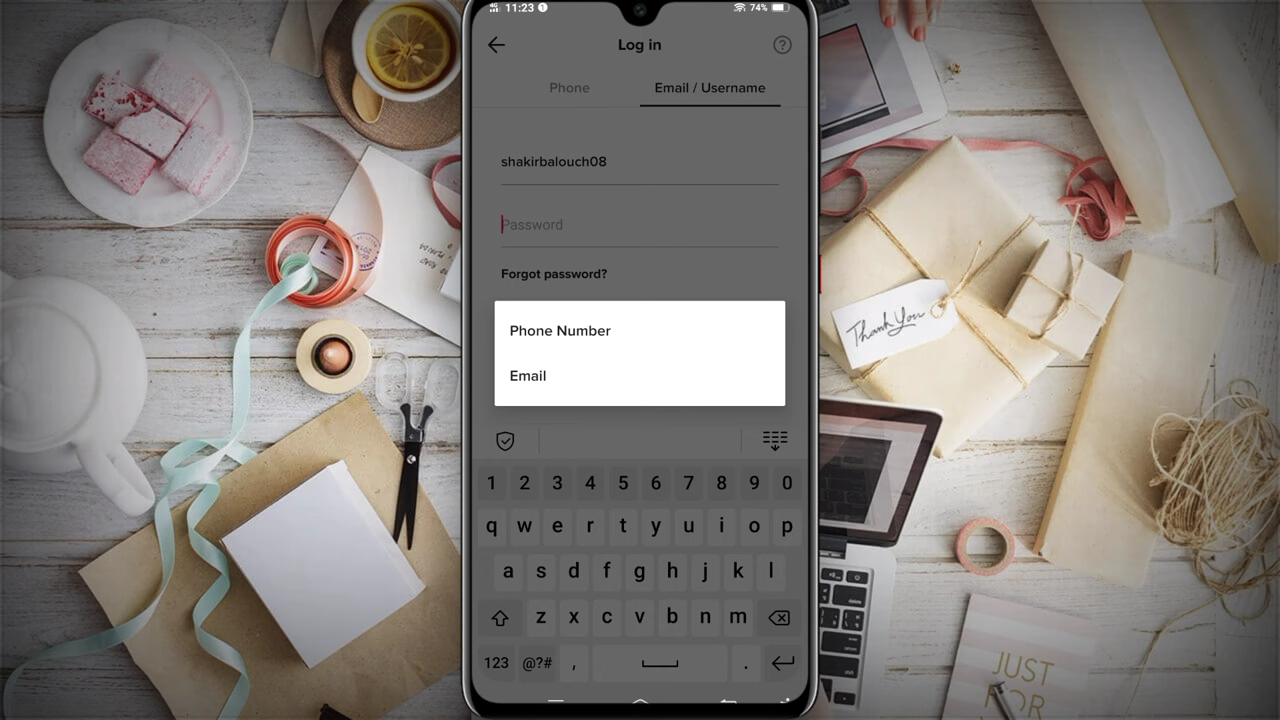 11:23
74%
Log in
?
Phone
Email / Username
shakirbalouch08
Password
Forgot password?
Phone Number
Email
1 2 3 4 5 6 7 8 9 0
q w e r t y u i o p
a s d f g h j k l
z x c v b n m
123 @?# , .
Thank You
JUST
FOR